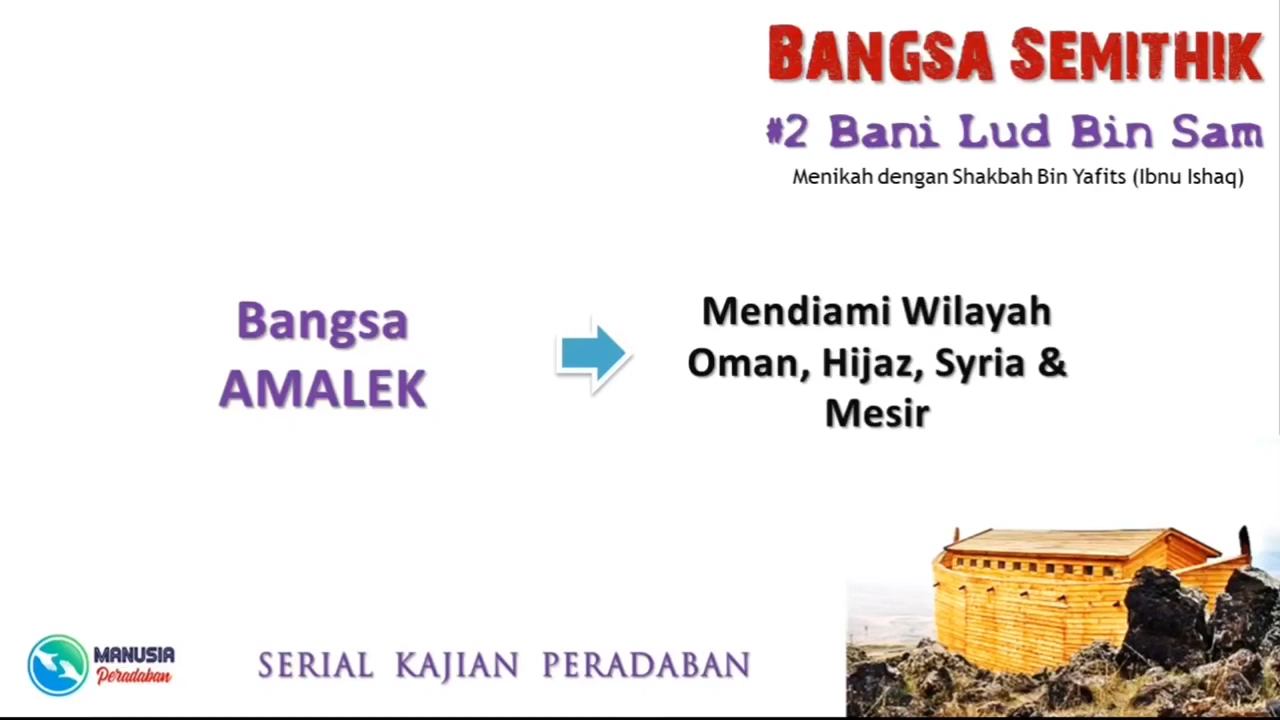 BANGSA SEMITHIK
#2 Bani Lud Bin Sam
Menikah dengan Shakbah Bin Yafits (Ibnu Ishaq)
Bangsa
AMALEK
Mendiami Wilayah
Oman, Hijaz, Syria &
Mesir
MANUSIA
Peradaban
SERIAL KAJIAN PERADABAN